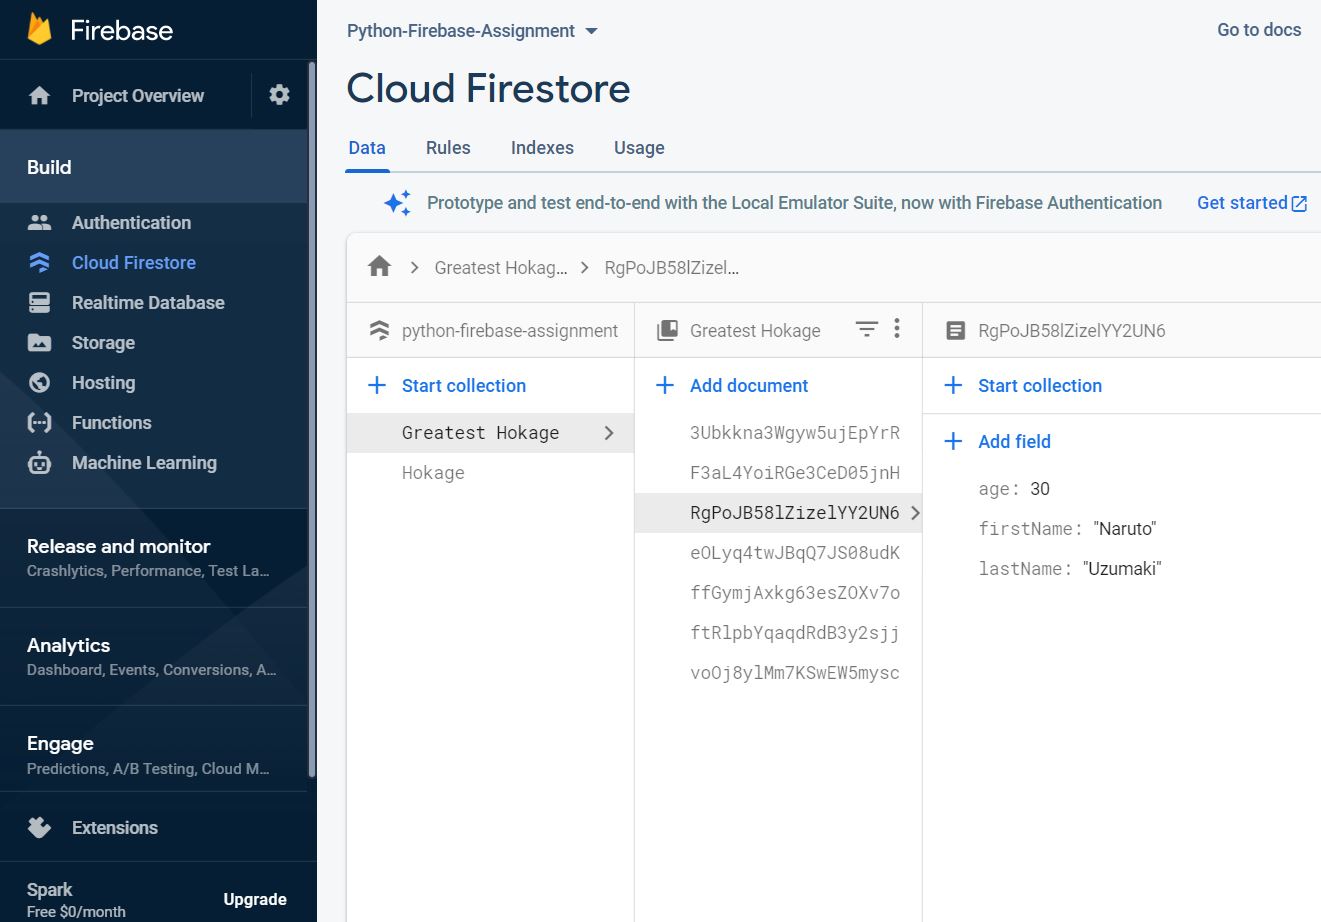 Firebase
Project Overview
Build
Authentication
Cloud Firestore
Realtime Database
Storage
Hosting
Functions
Machine Learning
Release and monitor
Crashlytics, Performance, Test La...
Analytics
Dashboard, Events, Conversions, A...
Engage
Predictions, A/B Testing, Cloud M...
Extensions
Spark
Free $0/month
Upgrade
Python-Firebase-Assignment
Go to docs
Cloud Firestore
Data Rules Indexes Usage
Prototype and test end-to-end with the Local Emulator Suite, now with Firebase Authentication Get started
Greatest Hokag... RgPoJB58lZizel...
python-firebase-assignment
Start collection
Greatest Hokage
Hokage
Greatest Hokage
Add document
3Ubkkna3Wgyw5ujEpYrR
F3aL4YoiRGe3CeD05jnH
RgPoJB58lZizelYY2UN6
eOLyq4twJBqQ7JS08udK
ffGymjAxkg63esZOXv7o
ftRlpbYqaqdRdB3y2sjj
voOj8ylMm7KSwEW5mysc
RgPoJB58lZizelYY2UN6
Start collection
Add field
age: 30
firstName: "Naruto"
lastName: "Uzumaki"